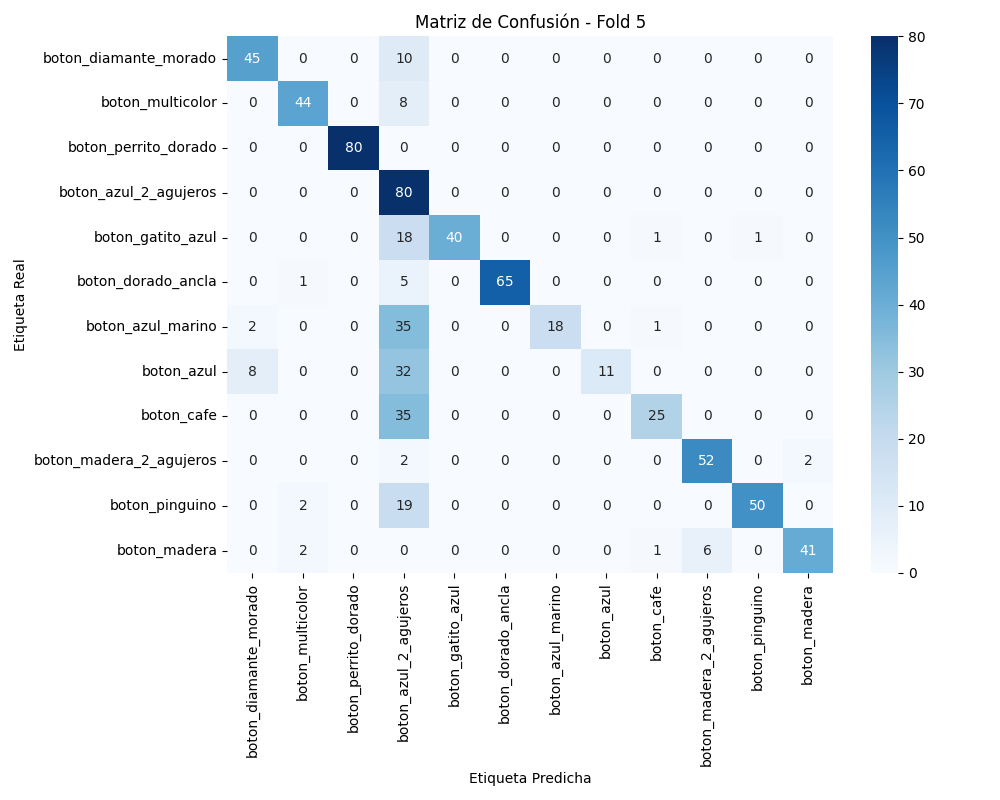 Matriz de Confusión - Fold 5
Etiqueta Real
boton_diamante_morado 45 0 0 10 0 0 0 0 0 0 0 0
boton_multicolor 0 44 0 8 0 0 0 0 0 0 0 0
boton_perrito_dorado 0 0 80 0 0 0 0 0 0 0 0 0
boton_azul_2_agujeros 0 0 0 80 0 0 0 0 0 0 0 0
boton_gatito_azul 0 0 0 18 40 0 0 0 1 0 1 0
boton_dorado_ancla 0 1 0 5 0 65 0 0 0 0 0 0
boton_azul_marino 2 0 0 35 0 0 18 0 1 0 0 0
boton_azul 8 0 0 32 0 0 0 11 0 0 0 0
boton_cafe 0 0 0 35 0 0 0 0 25 0 0 0
boton_madera_2_agujeros 0 0 0 2 0 0 0 0 0 52 0 2
boton_pinguino 0 2 0 19 0 0 0 0 0 0 50 0
boton_madera 0 2 0 0 0 0 0 0 1 6 0 41
boton_diamante_morado
boton_multicolor
boton_perrito_dorado
boton_azul_2_agujeros
boton_gatito_azul
boton_dorado_ancla
boton_azul_marino
boton_azul
boton_cafe
boton_madera_2_agujeros
boton_pinguino
boton_madera
Etiqueta Predicha
80
70
60
50
40
30
20
10
0